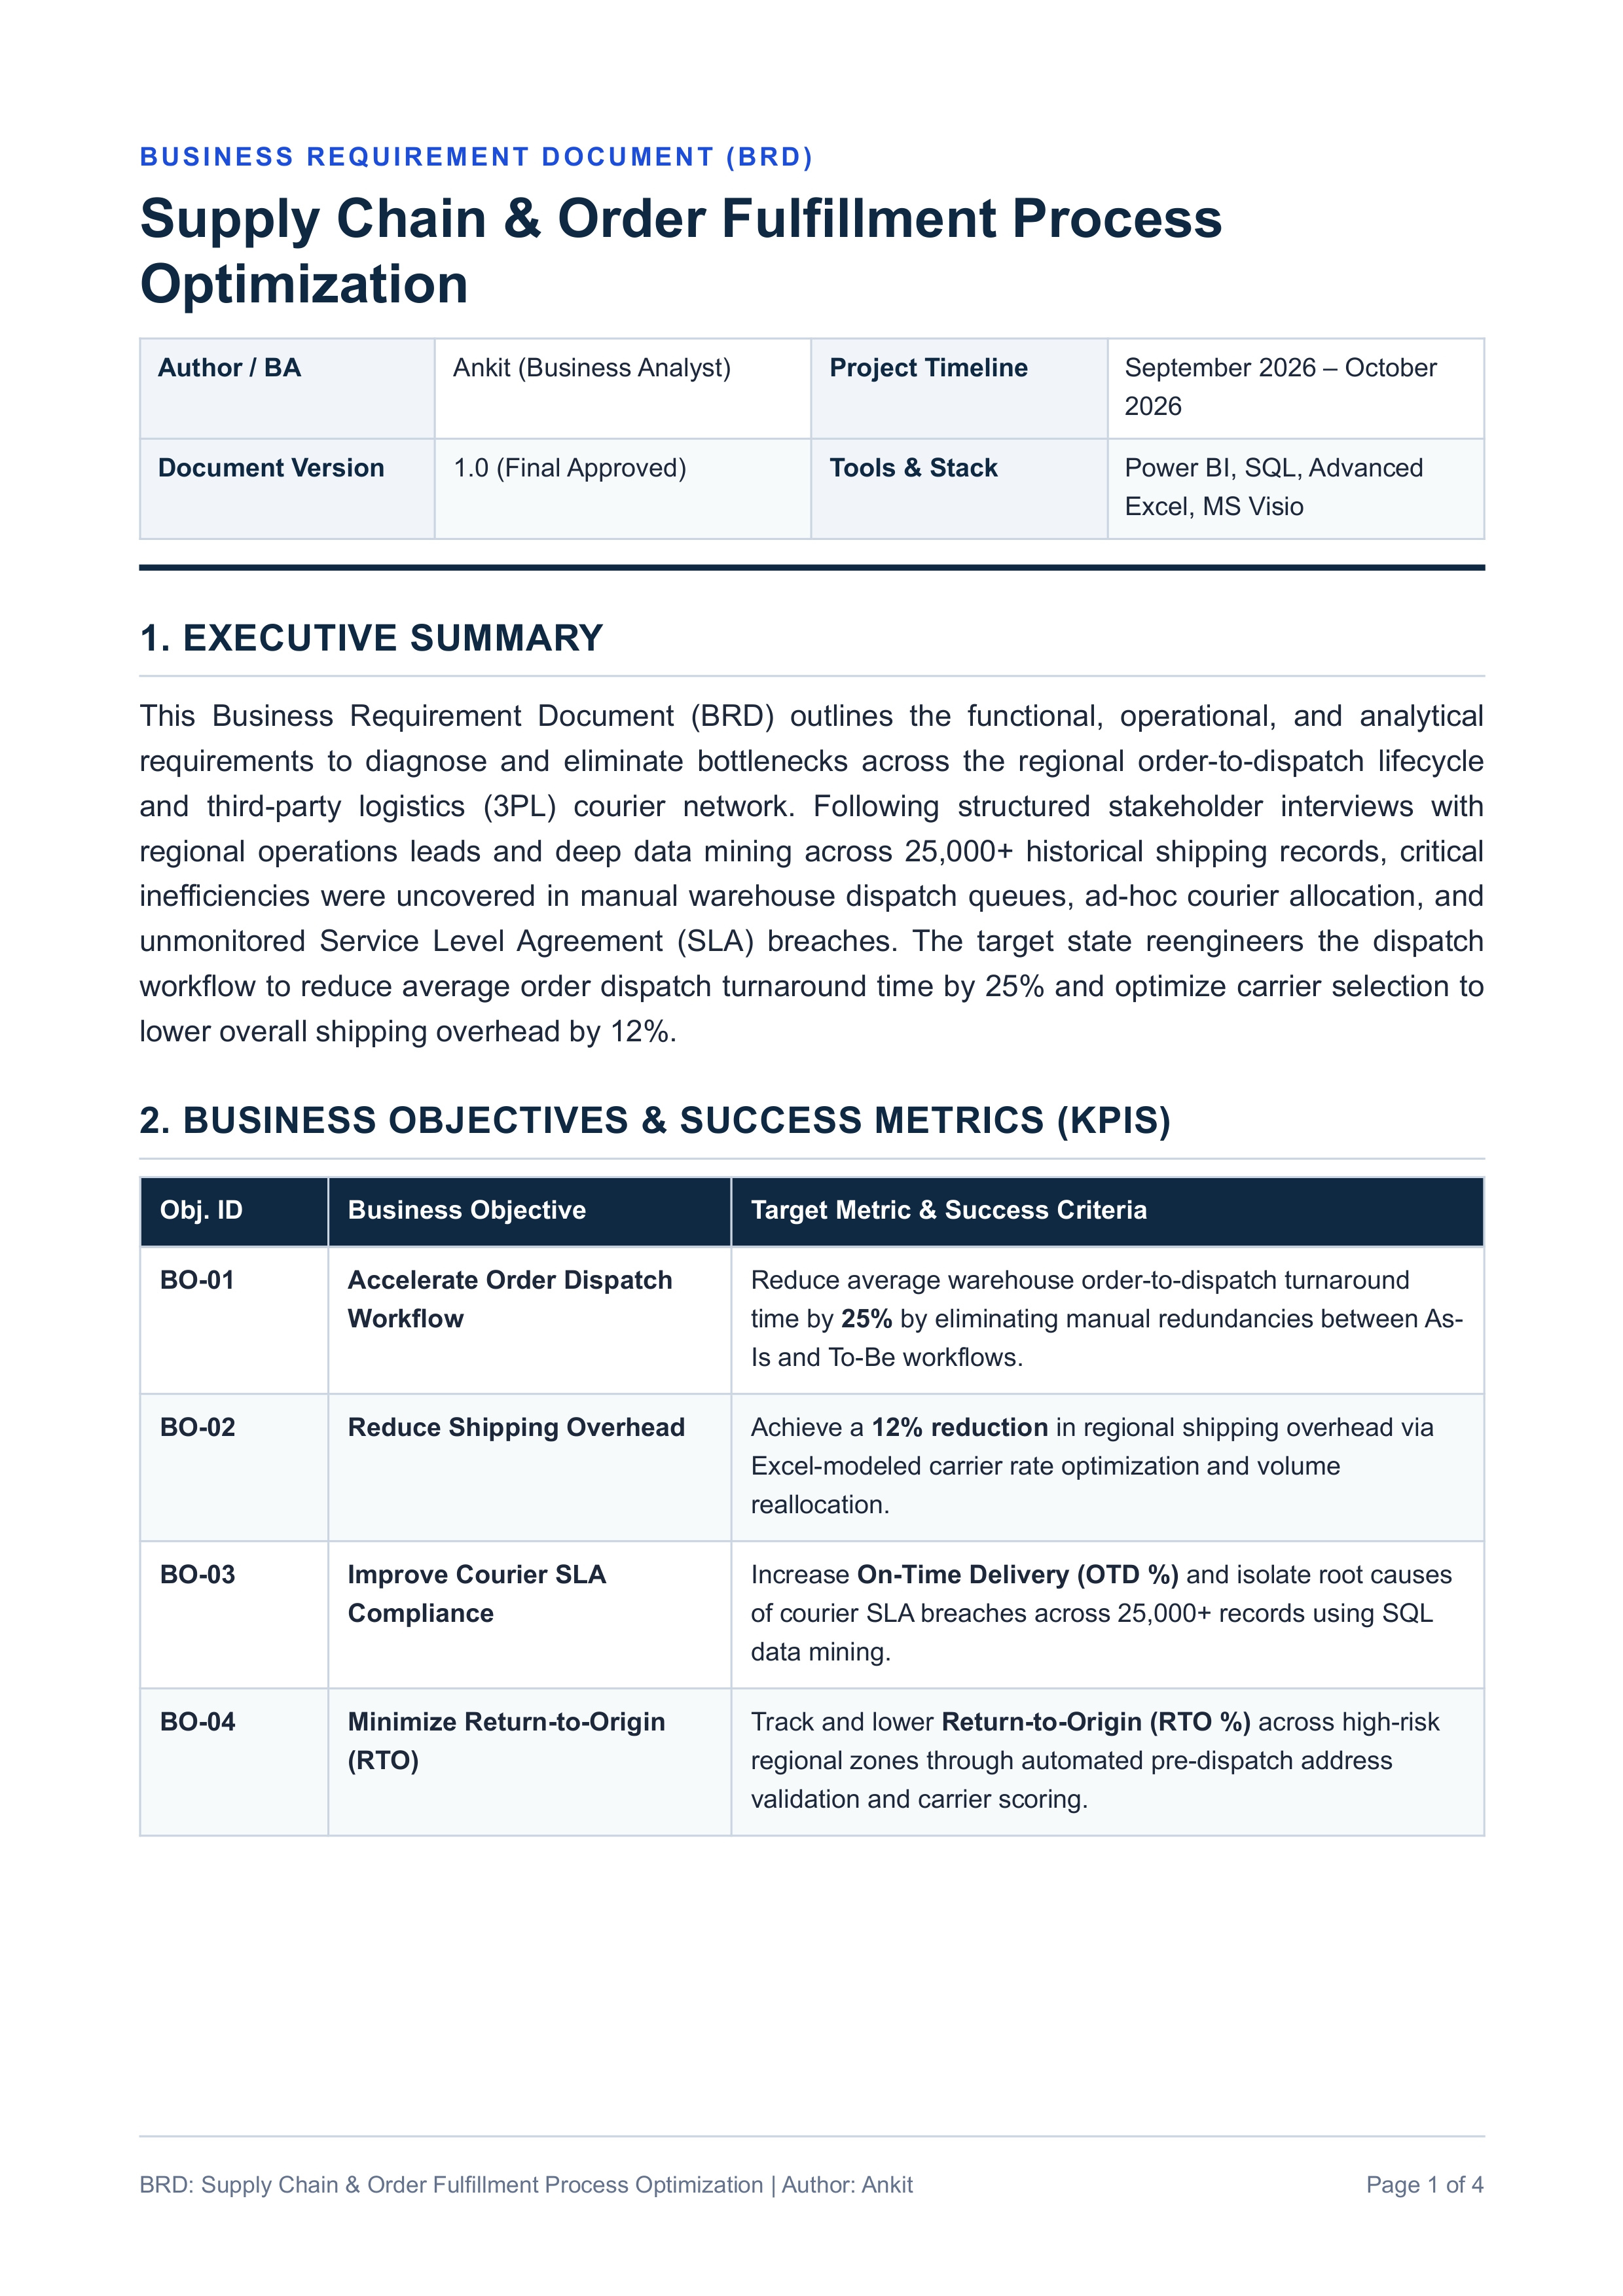 BUSINESS REQUIREMENT DOCUMENT (BRD)
Supply Chain & Order Fulfillment Process
Optimization
Author / BA
Ankit (Business Analyst)
Project Timeline
September 2026 – October
2026
Document Version
1.0 (Final Approved)
Tools & Stack
Power BI, SQL, Advanced
Excel, MS Visio
1. EXECUTIVE SUMMARY
This Business Requirement Document (BRD) outlines the functional, operational, and analytical
requirements to diagnose and eliminate bottlenecks across the regional order-to-dispatch lifecycle
and third-party logistics (3PL) courier network. Following structured stakeholder interviews with
regional operations leads and deep data mining across 25,000+ historical shipping records, critical
inefficiencies were uncovered in manual warehouse dispatch queues, ad-hoc courier allocation, and
unmonitored Service Level Agreement (SLA) breaches. The target state reengineers the dispatch
workflow to reduce average order dispatch turnaround time by 25% and optimize carrier selection to
lower overall shipping overhead by 12%.
2. BUSINESS OBJECTIVES & SUCCESS METRICS (KPIS)
Obj. ID
Business Objective
Target Metric & Success Criteria
BO-01
Accelerate Order Dispatch
Workflow
Reduce average warehouse order-to-dispatch turnaround
time by 25% by eliminating manual redundancies between As-
Is and To-Be workflows.
BO-02
Reduce Shipping Overhead
Achieve a 12% reduction in regional shipping overhead via
Excel-modeled carrier rate optimization and volume
reallocation.
BO-03
Improve Courier SLA
Compliance
Increase On-Time Delivery (OTD %) and isolate root causes
of courier SLA breaches across 25,000+ records using SQL
data mining.
BO-04
Minimize Return-to-Origin
(RTO)
Track and lower Return-to-Origin (RTO %) across high-risk
regional zones through automated pre-dispatch address
validation and carrier scoring.
BRD: Supply Chain & Order Fulfillment Process Optimization | Author: Ankit
Page 1 of 4